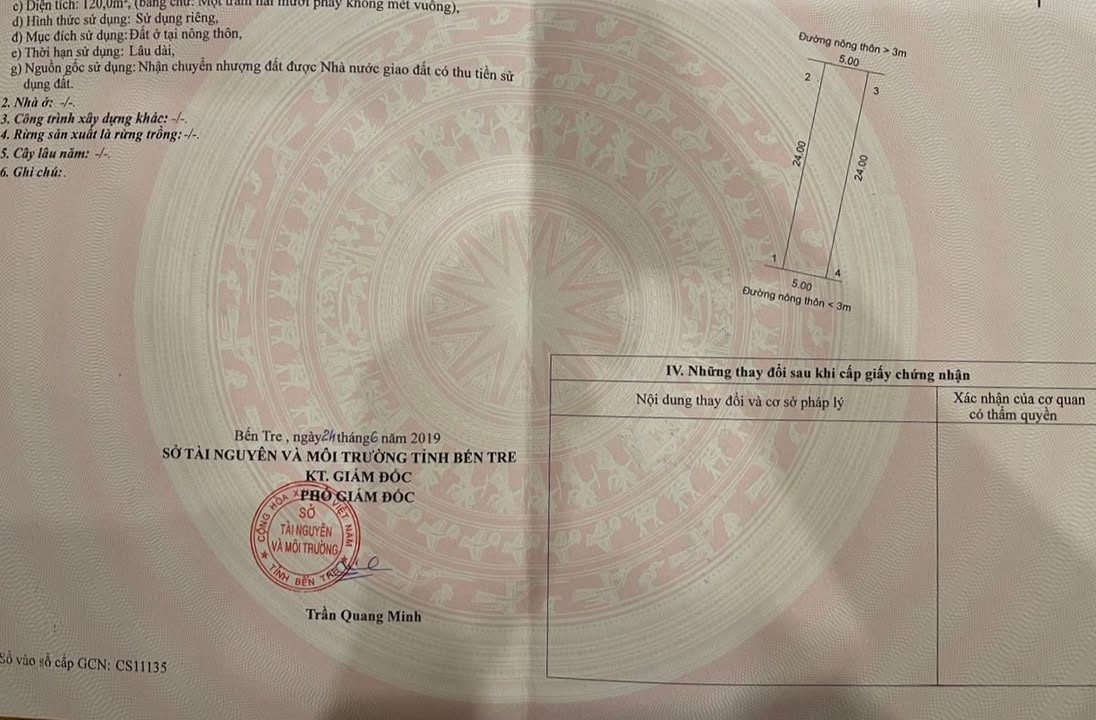 c) Diện tích: 120,0m², (bằng chữ: Một trăm hai mươi phẩy không mét vuông),
d) Hình thức sử dụng: Sử dụng riêng,
đ) Mục đích sử dụng: Đất ở tại nông thôn,
e) Thời hạn sử dụng: Lâu dài,
g) Nguồn gốc sử dụng: Nhận chuyển nhượng đất được Nhà nước giao đất có thu tiền sử
dụng đất.
2. Nhà ở: -/-.
3. Công trình xây dựng khác: -/-.
4. Rừng sản xuất là rừng trồng: -/-.
5. Cây lâu năm: -/-.
6. Ghi chú:.
Bến Tre , ngày 24 tháng 6 năm 2019
SỞ TÀI NGUYÊN VÀ MÔI TRƯỜNG TỈNH BẾN TRE
KT. GIÁM ĐỐC
PHÓ GIÁM ĐỐC
CỘNG HÒA X VIỆT NAM
SỞ
TÀI NGUYÊN
VÀ MÔI TRƯỜNG
★ TỈNH BẾN TRE ★
Trần Quang Minh
Số vào sổ cấp GCN: CS11135
Đường nông thôn > 3m
5.00
2
3
24.00
24.00
1
4
5.00
Đường nông thôn < 3m
IV. Những thay đổi sau khi cấp giấy chứng nhận
Nội dung thay đổi và cơ sở pháp lý
Xác nhận của cơ quan
có thẩm quyền